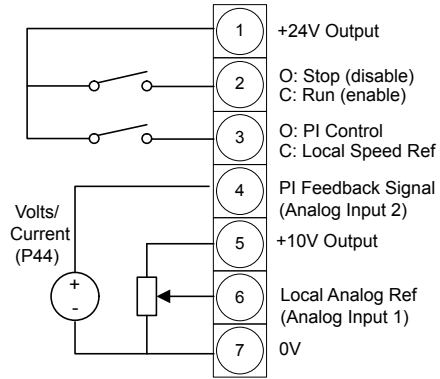 1 +24V Output
2 O: Stop (disable)
C: Run (enable)
3 O: PI Control
C: Local Speed Ref
4 PI Feedback Signal
(Analog Input 2)
Volts/
Current
(P44)
5 +10V Output
+
-
6 Local Analog Ref
(Analog Input 1)
7 0V